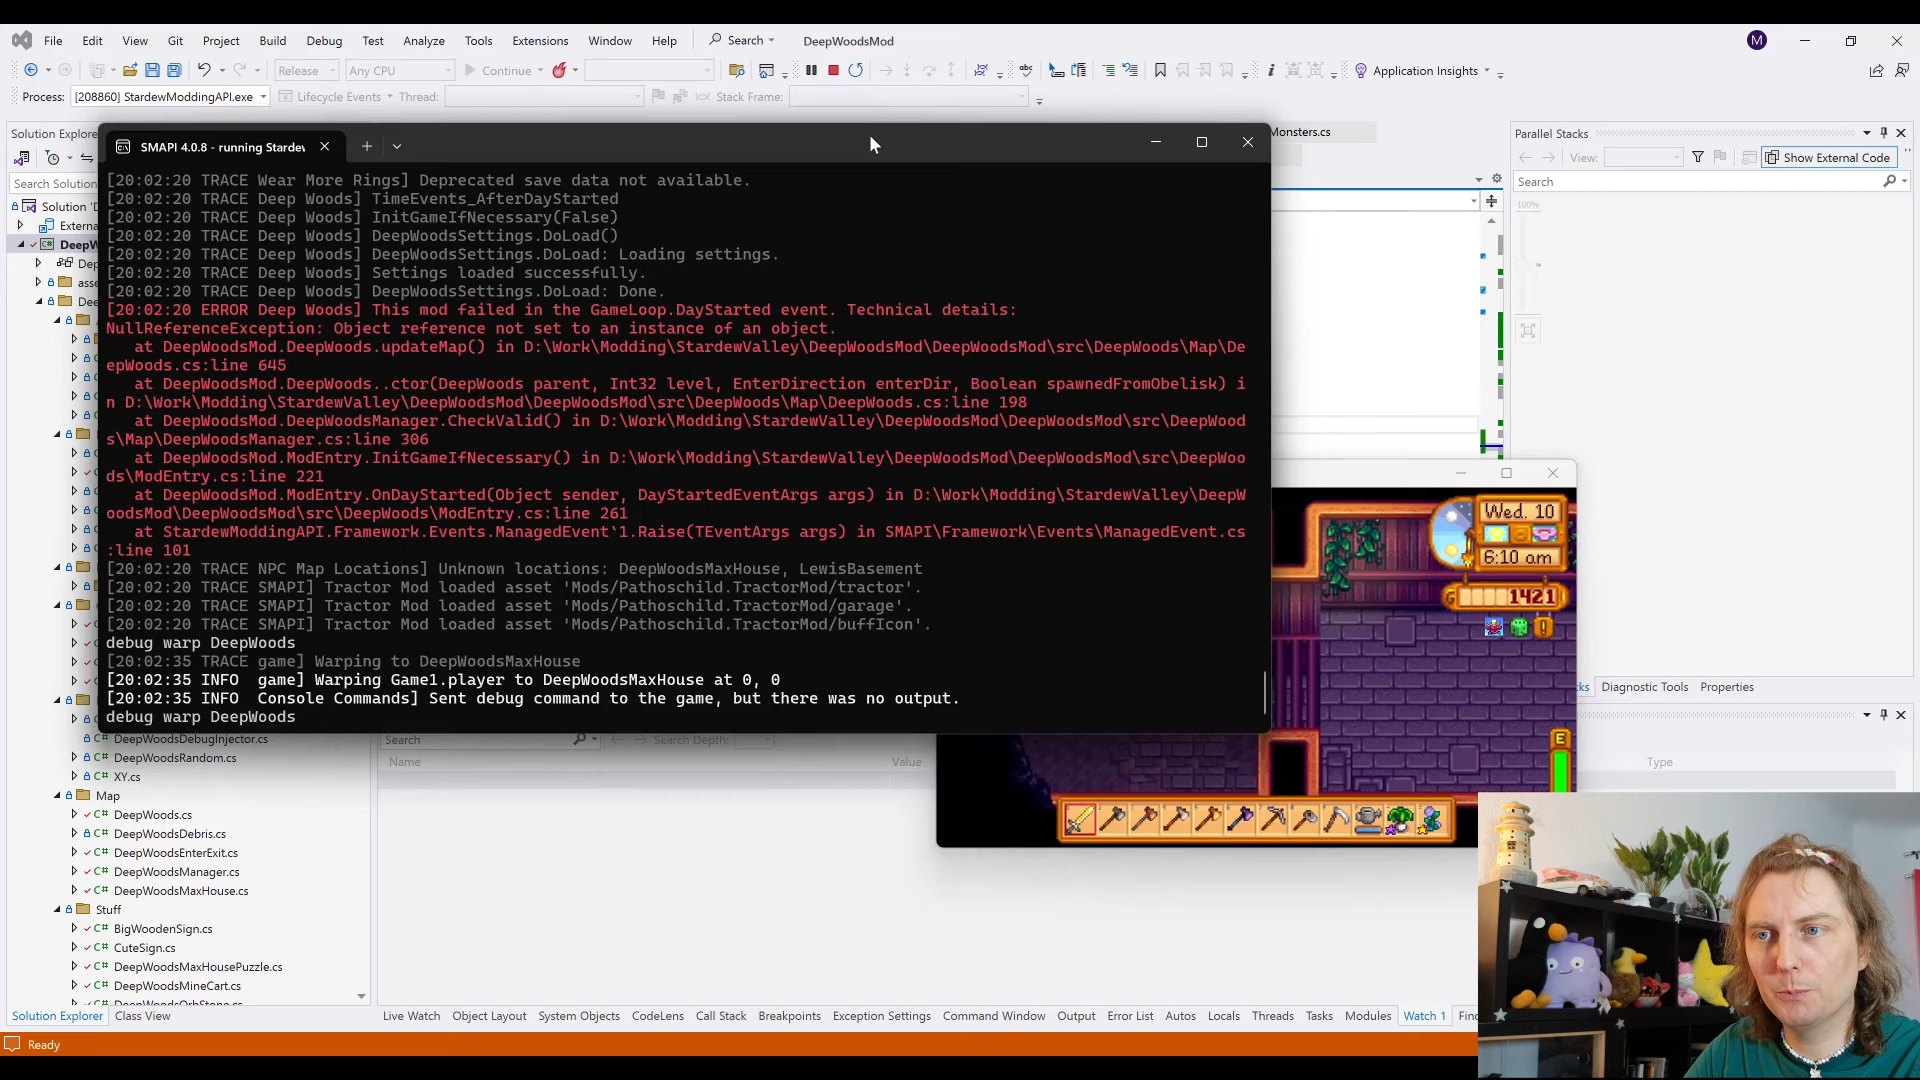 File Edit View Git Project Build Debug Test Analyze Tools Extensions Window Help Search DeepWoodsMod M
Release Any CPU Continue Application Insights
Process: [208860] StardewModdingAPI.exe Lifecycle Events Thread: Stack Frame:
Solution Explorer
Search Solution
Solution 'D
Externa
DeepW
Dep
asse
Dee
SMAPI 4.0.8 - running Stardew
Monsters.cs
[20:02:20 TRACE Wear More Rings] Deprecated save data not available.
[20:02:20 TRACE Deep Woods] TimeEvents_AfterDayStarted
[20:02:20 TRACE Deep Woods] InitGameIfNecessary(False)
[20:02:20 TRACE Deep Woods] DeepWoodsSettings.DoLoad()
[20:02:20 TRACE Deep Woods] DeepWoodsSettings.DoLoad: Loading settings.
[20:02:20 TRACE Deep Woods] Settings loaded successfully.
[20:02:20 TRACE Deep Woods] DeepWoodsSettings.DoLoad: Done.
[20:02:20 ERROR Deep Woods] This mod failed in the GameLoop.DayStarted event. Technical details:
NullReferenceException: Object reference not set to an instance of an object.
at DeepWoodsMod.DeepWoods.updateMap() in D:\Work\Modding\StardewValley\DeepWoodsMod\DeepWoodsMod\src\DeepWoods\Map\De
epWoods.cs:line 645
at DeepWoodsMod.DeepWoods..ctor(DeepWoods parent, Int32 level, EnterDirection enterDir, Boolean spawnedFromObelisk) i
n D:\Work\Modding\StardewValley\DeepWoodsMod\DeepWoodsMod\src\DeepWoods\Map\DeepWoods.cs:line 198
at DeepWoodsMod.DeepWoodsManager.CheckValid() in D:\Work\Modding\StardewValley\DeepWoodsMod\DeepWoodsMod\src\DeepWood
s\Map\DeepWoodsManager.cs:line 306
at DeepWoodsMod.ModEntry.InitGameIfNecessary() in D:\Work\Modding\StardewValley\DeepWoodsMod\DeepWoodsMod\src\DeepWoo
ds\ModEntry.cs:line 221
at DeepWoodsMod.ModEntry.OnDayStarted(Object sender, DayStartedEventArgs args) in D:\Work\Modding\StardewValley\DeepW
oodsMod\DeepWoodsMod\src\DeepWoods\ModEntry.cs:line 261
at StardewModdingAPI.Framework.Events.ManagedEvent`1.Raise(TEventArgs args) in SMAPI\Framework\Events\ManagedEvent.cs
:line 101
[20:02:20 TRACE NPC Map Locations] Unknown locations: DeepWoodsMaxHouse, LewisBasement
[20:02:20 TRACE SMAPI] Tractor Mod loaded asset 'Mods/Pathoschild.TractorMod/tractor'.
[20:02:20 TRACE SMAPI] Tractor Mod loaded asset 'Mods/Pathoschild.TractorMod/garage'.
[20:02:20 TRACE SMAPI] Tractor Mod loaded asset 'Mods/Pathoschild.TractorMod/buffIcon'.
debug warp DeepWoods
[20:02:35 TRACE game] Warping to DeepWoodsMaxHouse
[20:02:35 INFO  game] Warping Game1.player to DeepWoodsMaxHouse at 0, 0
[20:02:35 INFO  Console Commands] Sent debug command to the game, but there was no output.
debug warp DeepWoods
Parallel Stacks
View: Show External Code
Search
100%
Wed. 10
6:10 am
G 1421
E
Diagnostic Tools Properties
Search Search Depth:
Name Value Type
DeepWoodsDebugInjector.cs
DeepWoodsRandom.cs
XY.cs
Map
DeepWoods.cs
DeepWoodsDebris.cs
DeepWoodsEnterExit.cs
DeepWoodsManager.cs
DeepWoodsMaxHouse.cs
Stuff
BigWoodenSign.cs
CuteSign.cs
DeepWoodsMaxHousePuzzle.cs
DeepWoodsMineCart.cs
DeepWoodsOrbStone.cs
Solution Explorer Class View
Live Watch Object Layout System Objects CodeLens Call Stack Breakpoints Exception Settings Command Window Output Error List Autos Locals Threads Tasks Modules Watch 1
Ready